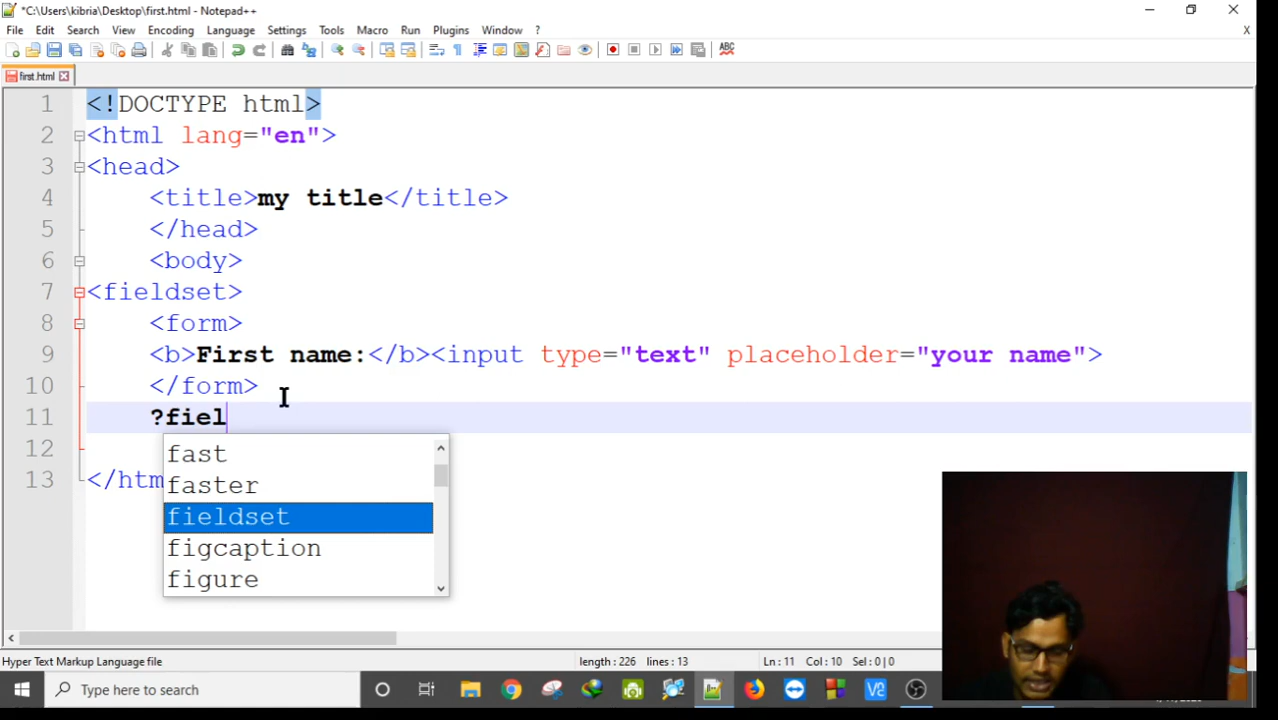 *C:\Users\kibria\Desktop\first.html - Notepad++
File Edit Search View Encoding Language Settings Tools Macro Run Plugins Window ? X
first.html
1 <!DOCTYPE html>
2 <html lang="en">
3 <head>
4 <title>my title</title>
5 </head>
6 <body>
7 <fieldset>
8 <form>
9 <b>First name:</b><input type="text" placeholder="your name">
10 </form>
11 ?fiel
fast
12
faster
13 </htm
fieldset
figcaption
figure
Hyper Text Markup Language file length : 226 lines : 13 Ln : 11 Col : 10 Sel : 0 | 0
Type here to search